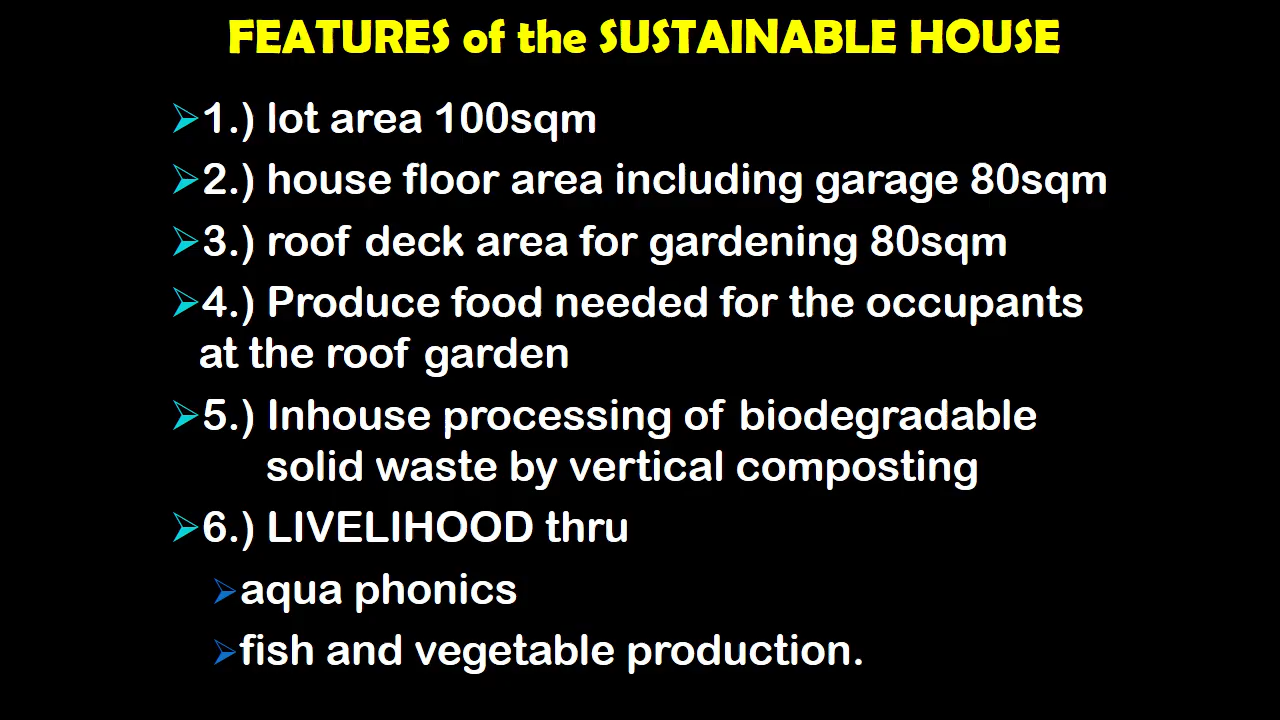 FEATURES of the SUSTAINABLE HOUSE
1.) lot area 100sqm
2.) house floor area including garage 80sqm
3.) roof deck area for gardening 80sqm
4.) Produce food needed for the occupants
at the roof garden
5.) Inhouse processing of biodegradable
solid waste by vertical composting
6.) LIVELIHOOD thru
aqua phonics
fish and vegetable production.